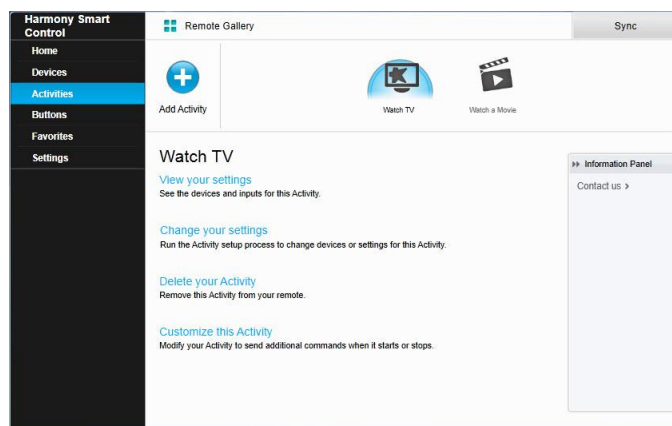 Harmony Smart
Control
Remote Gallery
Sync
Home
Devices
Activities
Buttons
Favorites
Settings
Add Activity
Watch TV
Watch a Movie
Watch TV
View your settings
See the devices and inputs for this Activity.
Change your settings
Run the Activity setup process to change devices or settings for this Activity.
Delete your Activity
Remove this Activity from your remote.
Customize this Activity
Modify your Activity to send additional commands when it starts or stops.
Information Panel
Contact us >